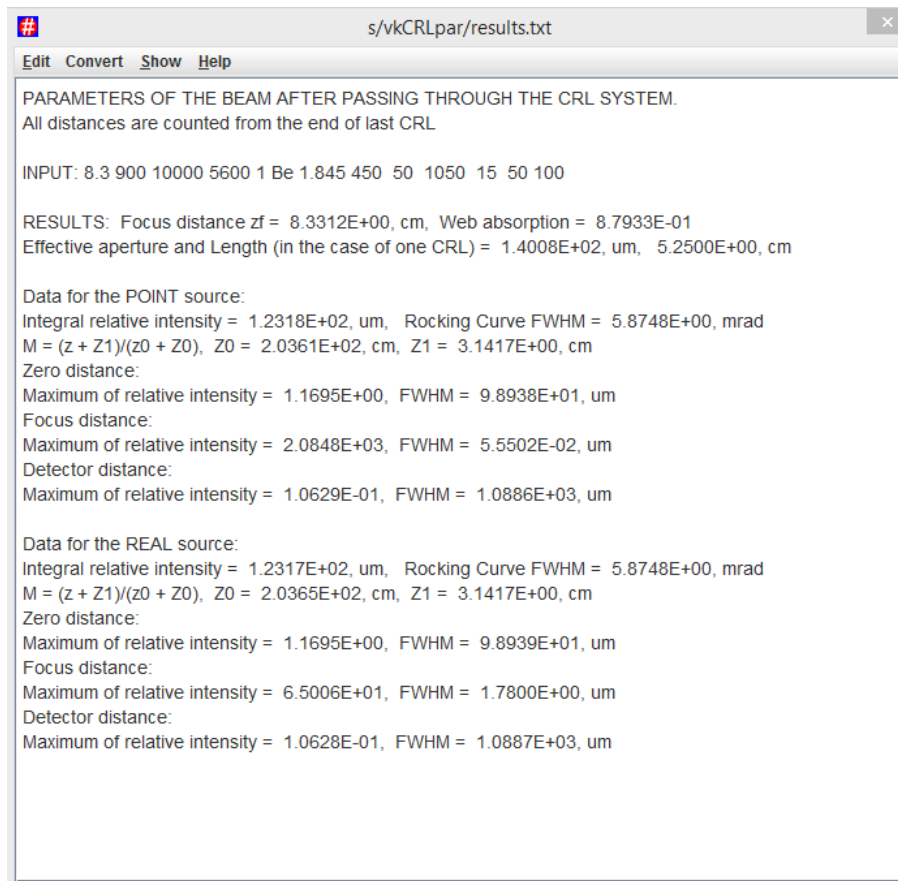 #
s/vkCRLpar/results.txt
×
Edit Convert Show Help
PARAMETERS OF THE BEAM AFTER PASSING THROUGH THE CRL SYSTEM.
All distances are counted from the end of last CRL
INPUT: 8.3 900 10000 5600 1 Be 1.845 450  50  1050  15  50 100
RESULTS:  Focus distance zf =  8.3312E+00, cm,  Web absorption =  8.7933E-01
Effective aperture and Length (in the case of one CRL) =  1.4008E+02, um,   5.2500E+00, cm
Data for the POINT source:
Integral relative intensity =  1.2318E+02, um,   Rocking Curve FWHM =  5.8748E+00, mrad
M = (z + Z1)/(z0 + Z0),  Z0 =  2.0361E+02, cm,  Z1 =  3.1417E+00, cm
Zero distance:
Maximum of relative intensity =  1.1695E+00,  FWHM =  9.8938E+01, um
Focus distance:
Maximum of relative intensity =  2.0848E+03,  FWHM =  5.5502E-02, um
Detector distance:
Maximum of relative intensity =  1.0629E-01,  FWHM =  1.0886E+03, um
Data for the REAL source:
Integral relative intensity =  1.2317E+02, um,   Rocking Curve FWHM =  5.8748E+00, mrad
M = (z + Z1)/(z0 + Z0),  Z0 =  2.0365E+02, cm,  Z1 =  3.1417E+00, cm
Zero distance:
Maximum of relative intensity =  1.1695E+00,  FWHM =  9.8939E+01, um
Focus distance:
Maximum of relative intensity =  6.5006E+01,  FWHM =  1.7800E+00, um
Detector distance:
Maximum of relative intensity =  1.0628E-01,  FWHM =  1.0887E+03, um